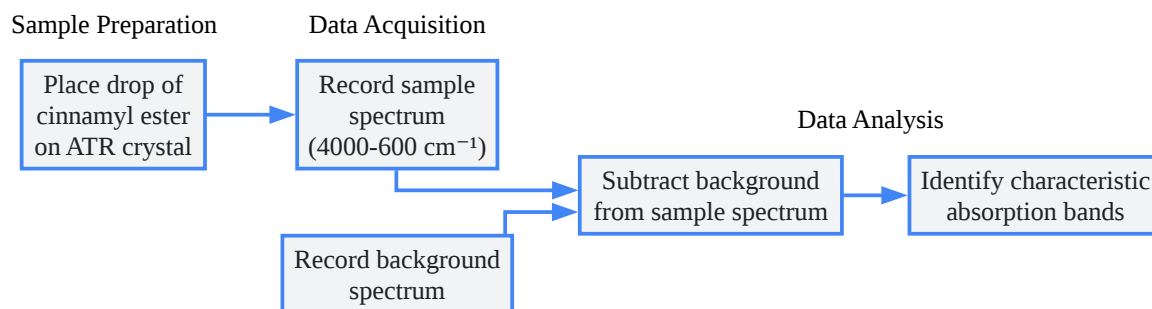 Sample Preparation
Data Acquisition
Place drop of
cinnamyl ester
on ATR crystal
Record sample
spectrum
(4000-600 cm⁻¹)
Data Analysis
Subtract background
from sample spectrum
Identify characteristic
absorption bands
Record background
spectrum